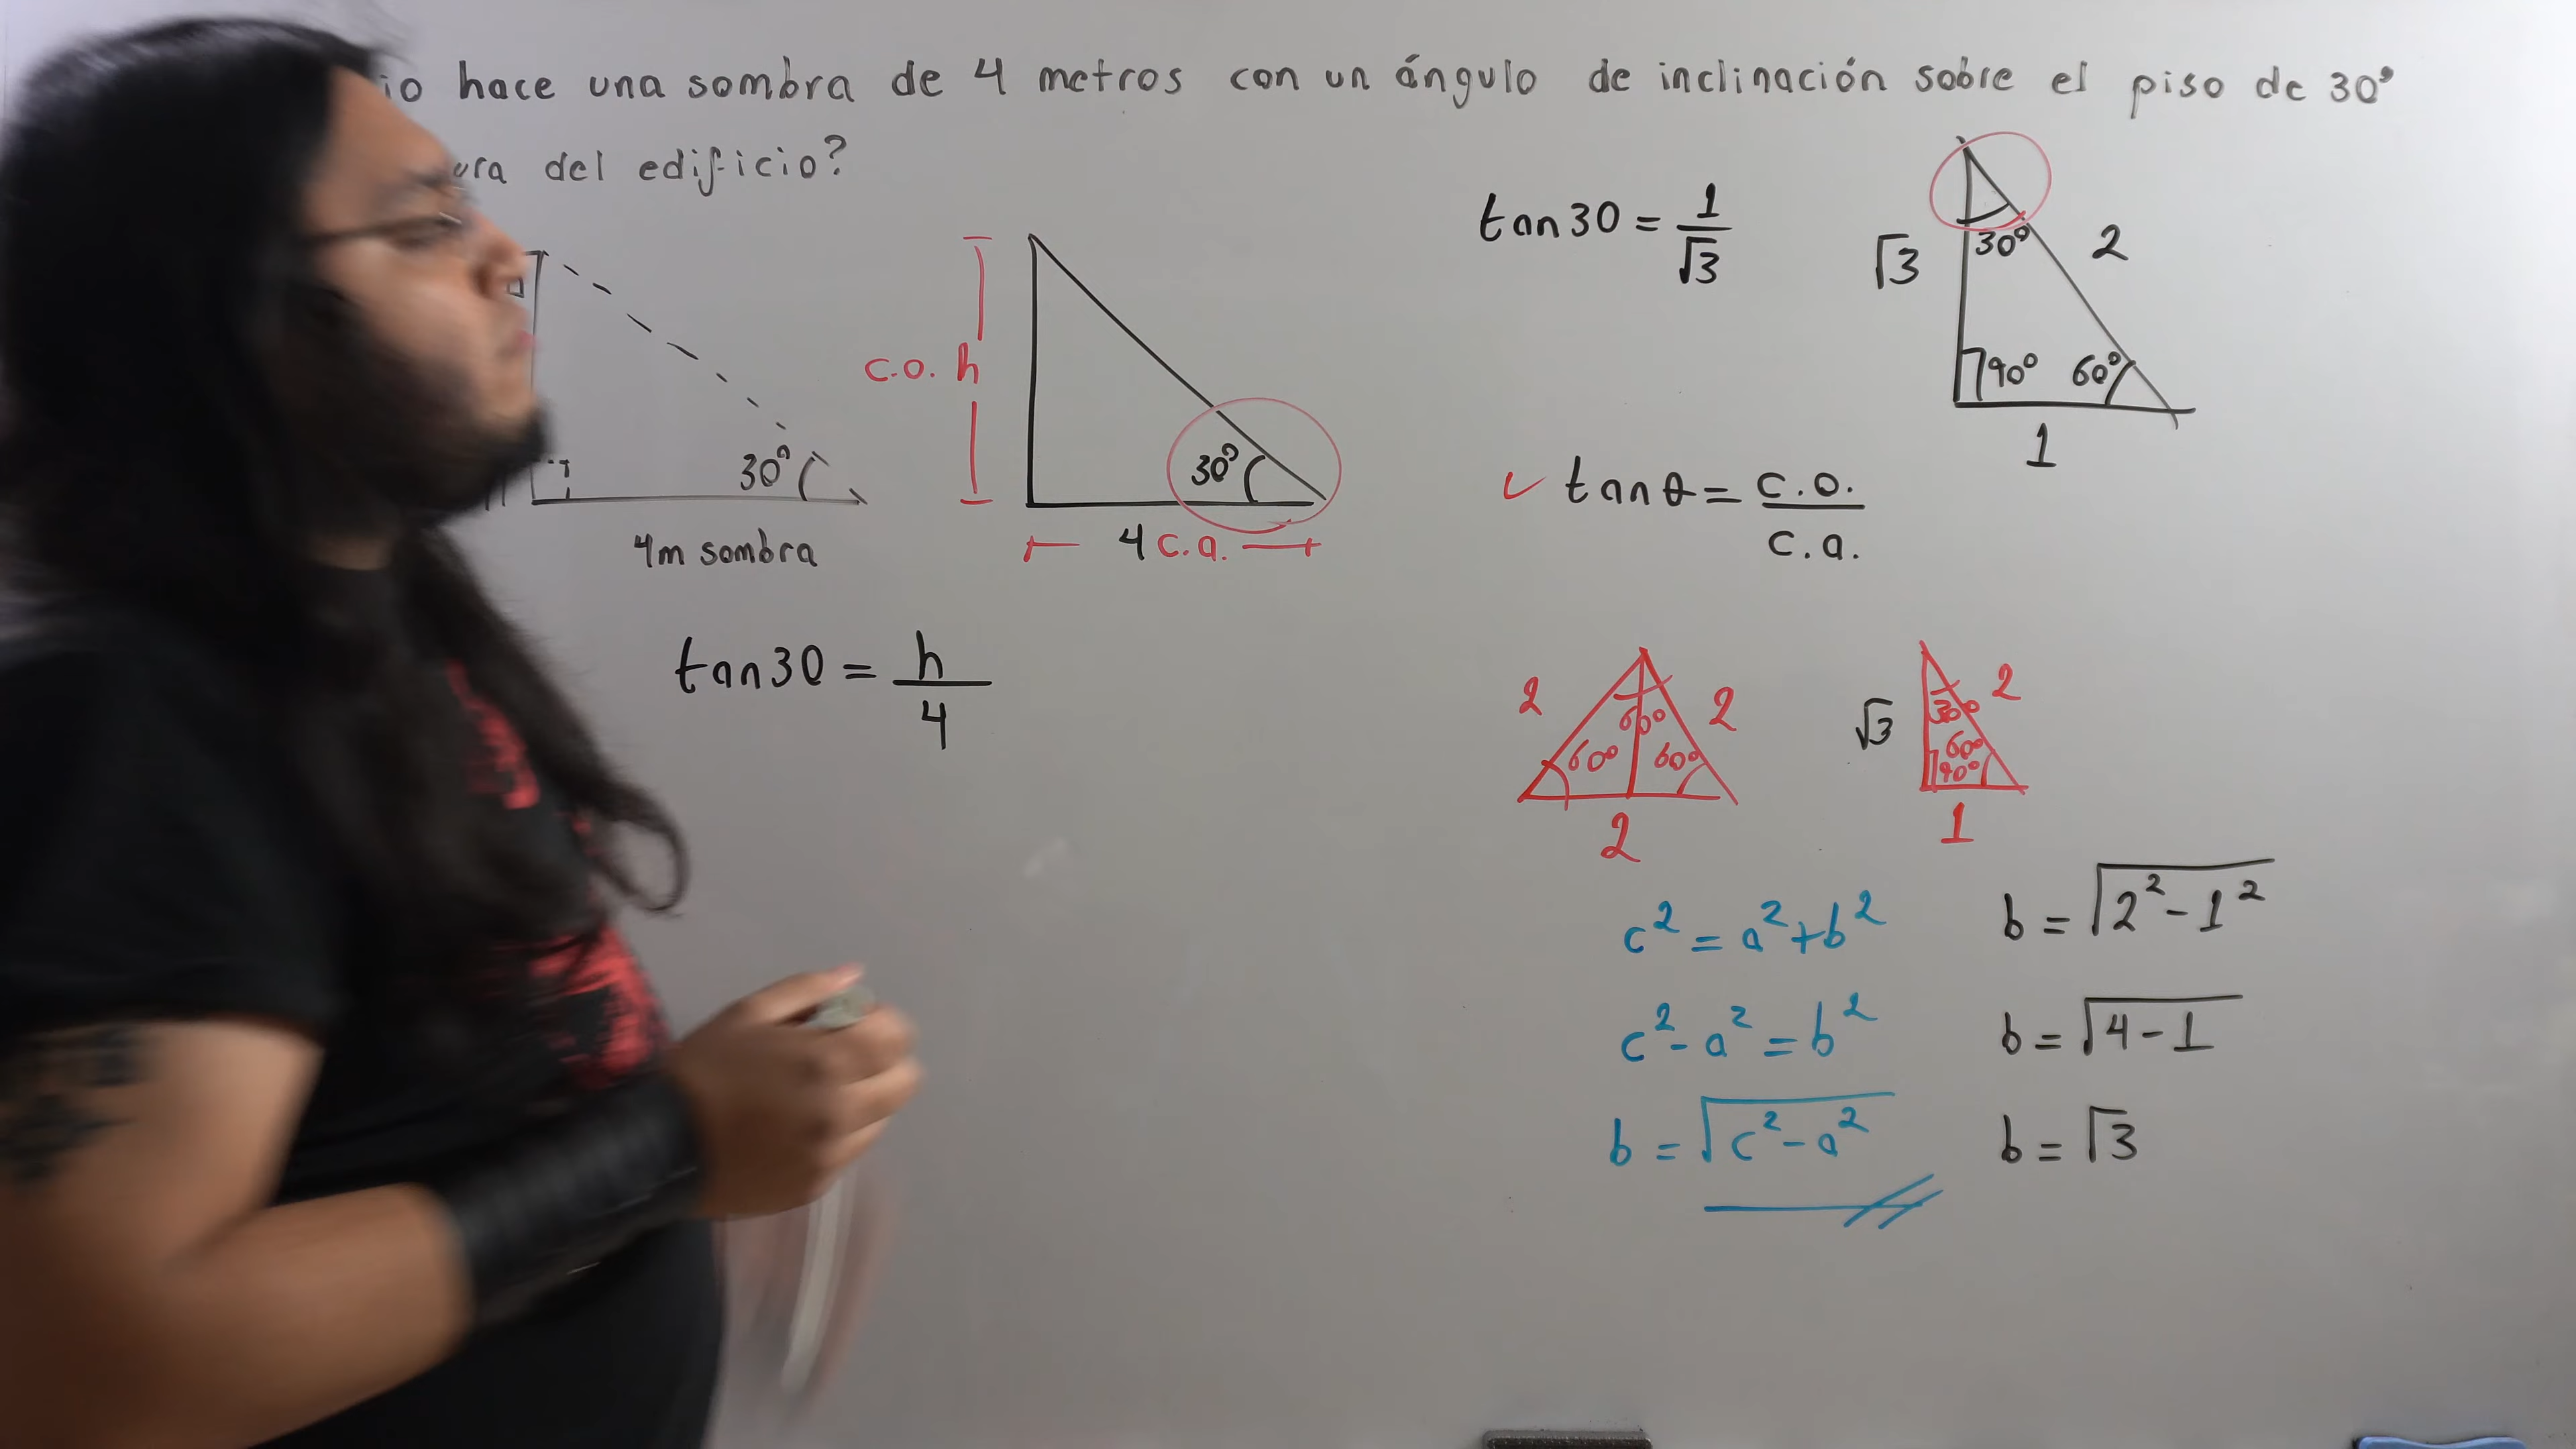 hace una sombra de 4 metros con un ángulo de inclinación sobre el piso de 30°
del edificio?
30°
4m sombra
c.o. h
30°
4 c.a.
tan30 = h/4
tan30 = 1/√3
√3
30°
2
90°
60°
1
✓ tanθ = c.o./c.a.
2
60°
2
60°
60°
2
√3
30°
2
60°
90°
1
c² = a² + b²
c² - a² = b²
b = √c² - a²
b = √2² - 1²
b = √4 - 1
b = √3